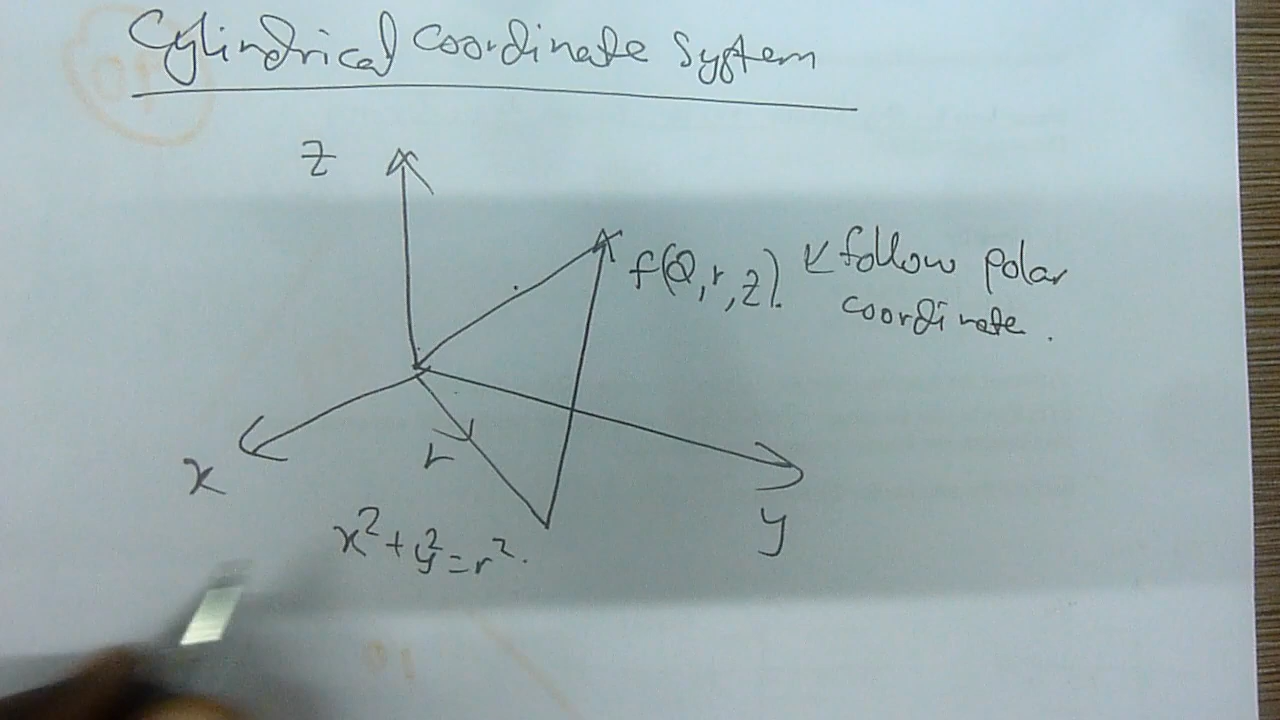 Cylindrical Coordinate System
z
f(θ, r, z). ↙ follow polar
coordinate.
r
x
y
x² + y² = r².